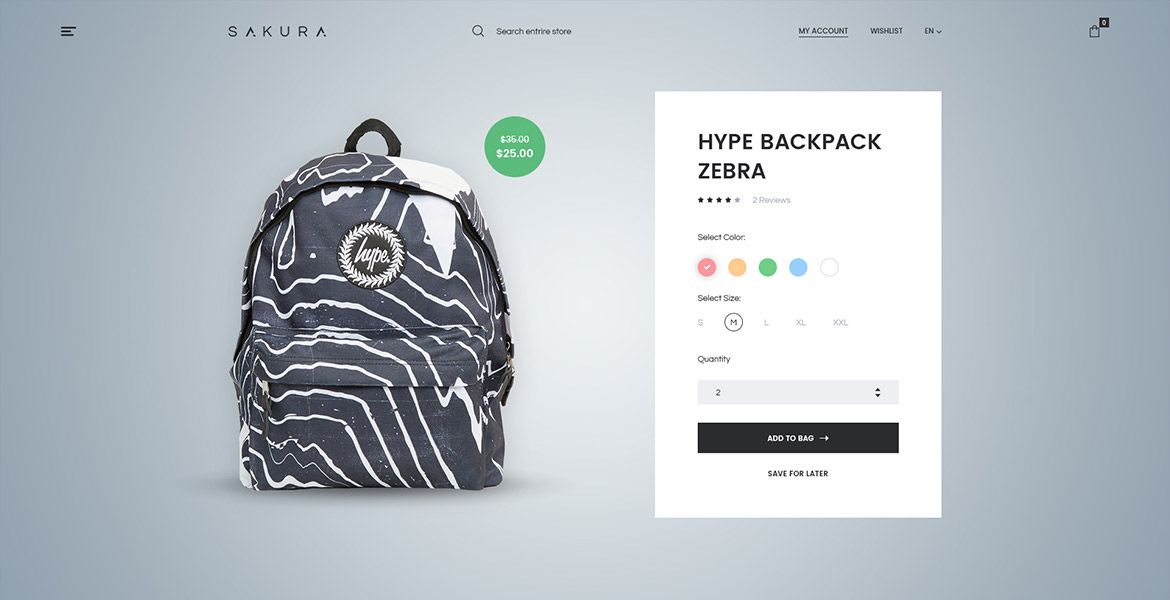 SAKURA
Search entrire store
MY ACCOUNT
WISHLIST
EN
0
$35.00
$25.00
hype.
HYPE BACKPACK
ZEBRA
2 Reviews
Select Color:
Select Size:
S M L XL XXL
Quantity
2
ADD TO BAG
SAVE FOR LATER